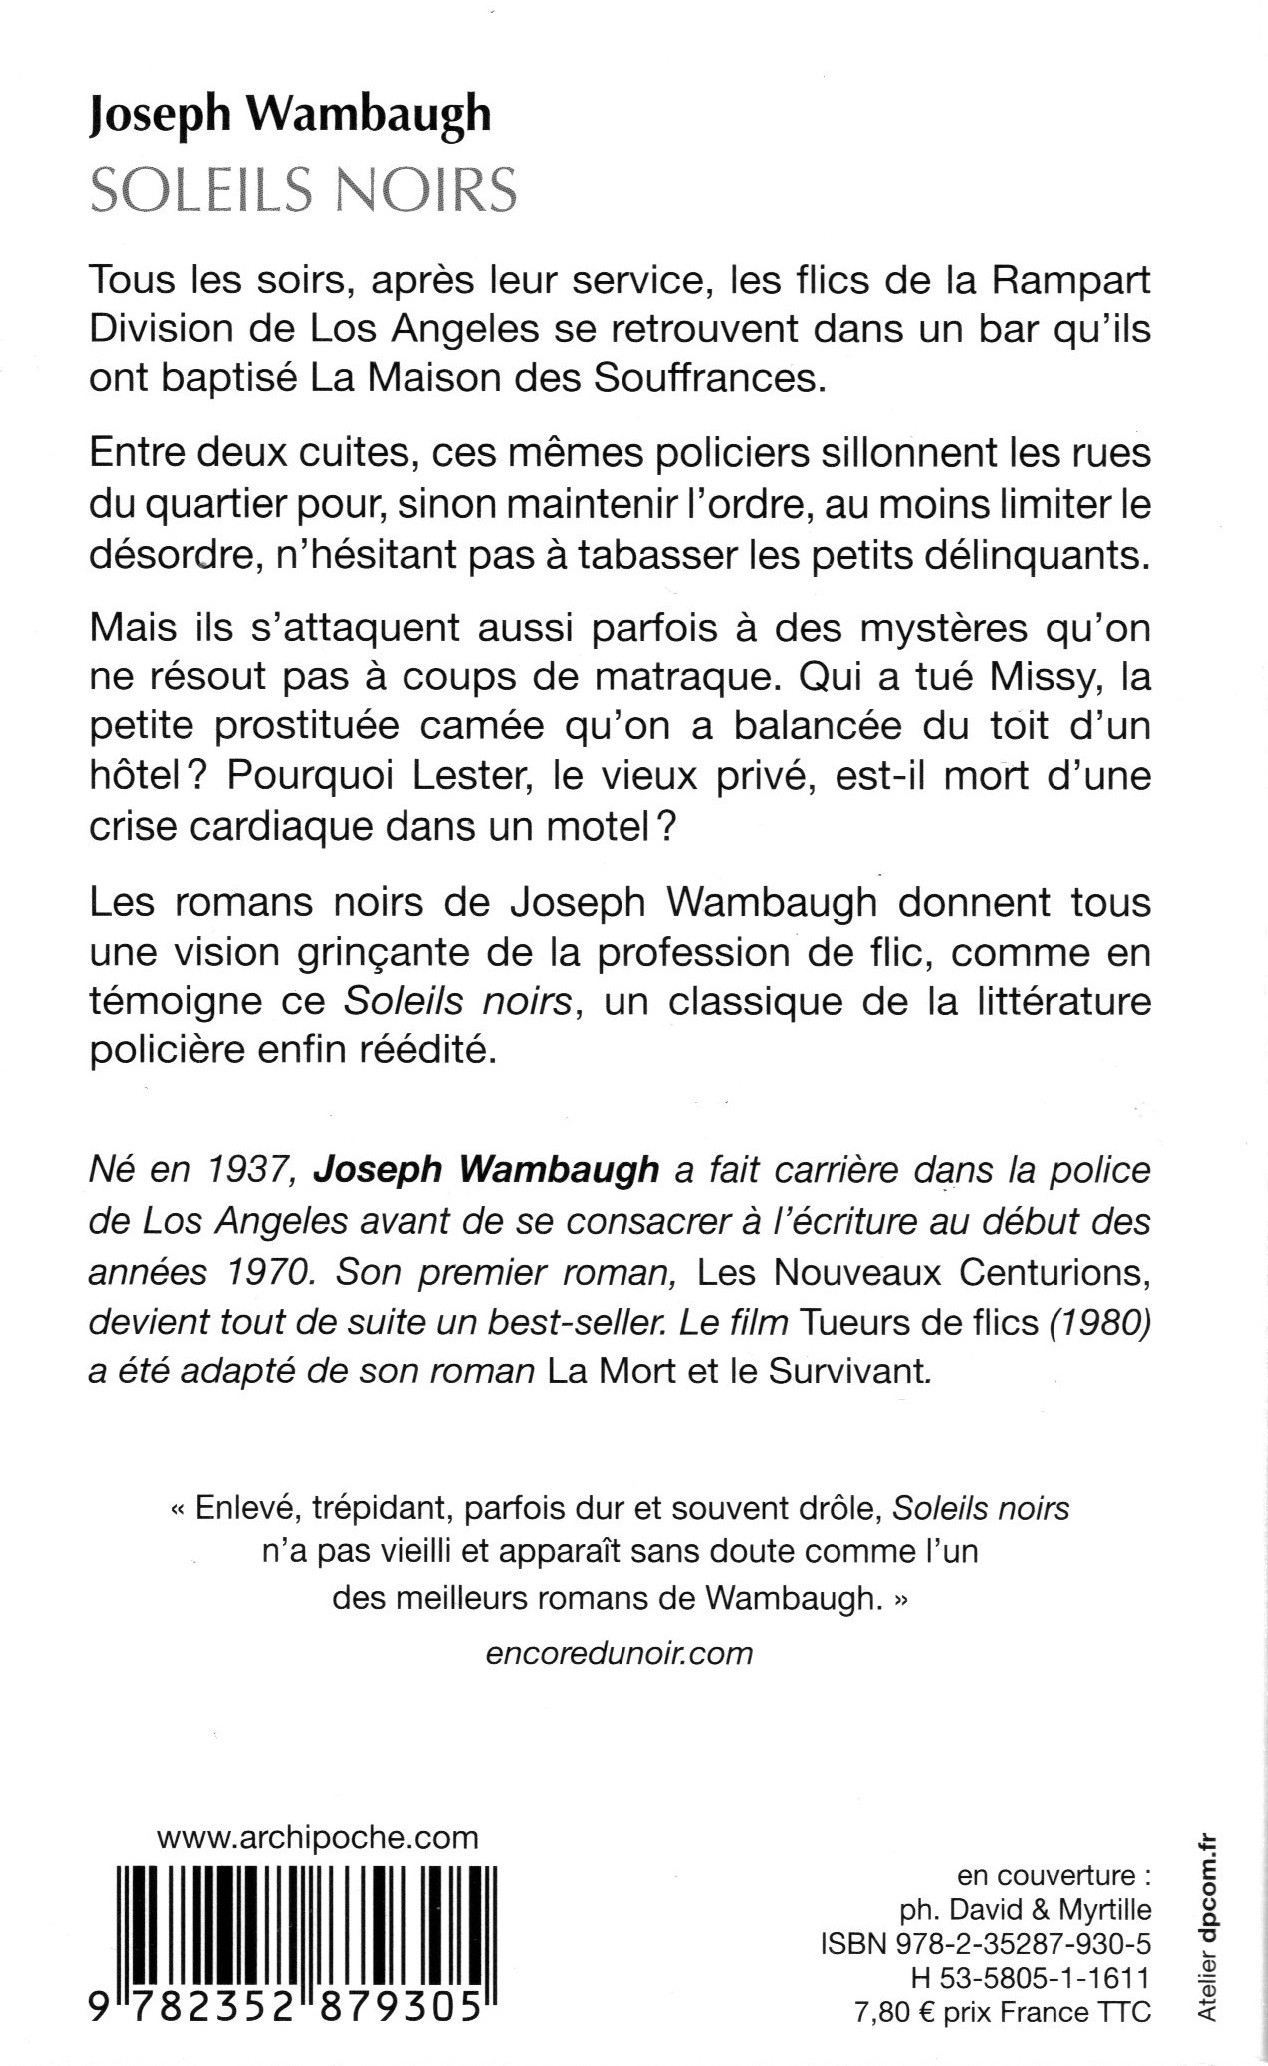 Joseph Wambaugh
SOLEILS NOIRS
Tous les soirs, après leur service, les flics de la Rampart
Division de Los Angeles se retrouvent dans un bar qu'ils
ont baptisé La Maison des Souffrances.
Entre deux cuites, ces mêmes policiers sillonnent les rues
du quartier pour, sinon maintenir l'ordre, au moins limiter le
désordre, n'hésitant pas à tabasser les petits délinquants.
Mais ils s'attaquent aussi parfois à des mystères qu'on
ne résout pas à coups de matraque. Qui a tué Missy, la
petite prostituée camée qu'on a balancée du toit d'un
hôtel ? Pourquoi Lester, le vieux privé, est-il mort d'une
crise cardiaque dans un motel ?
Les romans noirs de Joseph Wambaugh donnent tous
une vision grinçante de la profession de flic, comme en
témoigne ce Soleils noirs, un classique de la littérature
policière enfin réédité.
Né en 1937, Joseph Wambaugh a fait carrière dans la police
de Los Angeles avant de se consacrer à l'écriture au début des
années 1970. Son premier roman, Les Nouveaux Centurions,
devient tout de suite un best-seller. Le film Tueurs de flics (1980)
a été adapté de son roman La Mort et le Survivant.
« Enlevé, trépidant, parfois dur et souvent drôle, Soleils noirs
n'a pas vieilli et apparaît sans doute comme l'un
des meilleurs romans de Wambaugh. »
encoredunoir.com
www.archipoche.com
9 782352 879305
en couverture :
ph. David & Myrtille
ISBN 978-2-35287-930-5
H 53-5805-1-1611
7,80 € prix France TTC
Atelier dpcom.fr